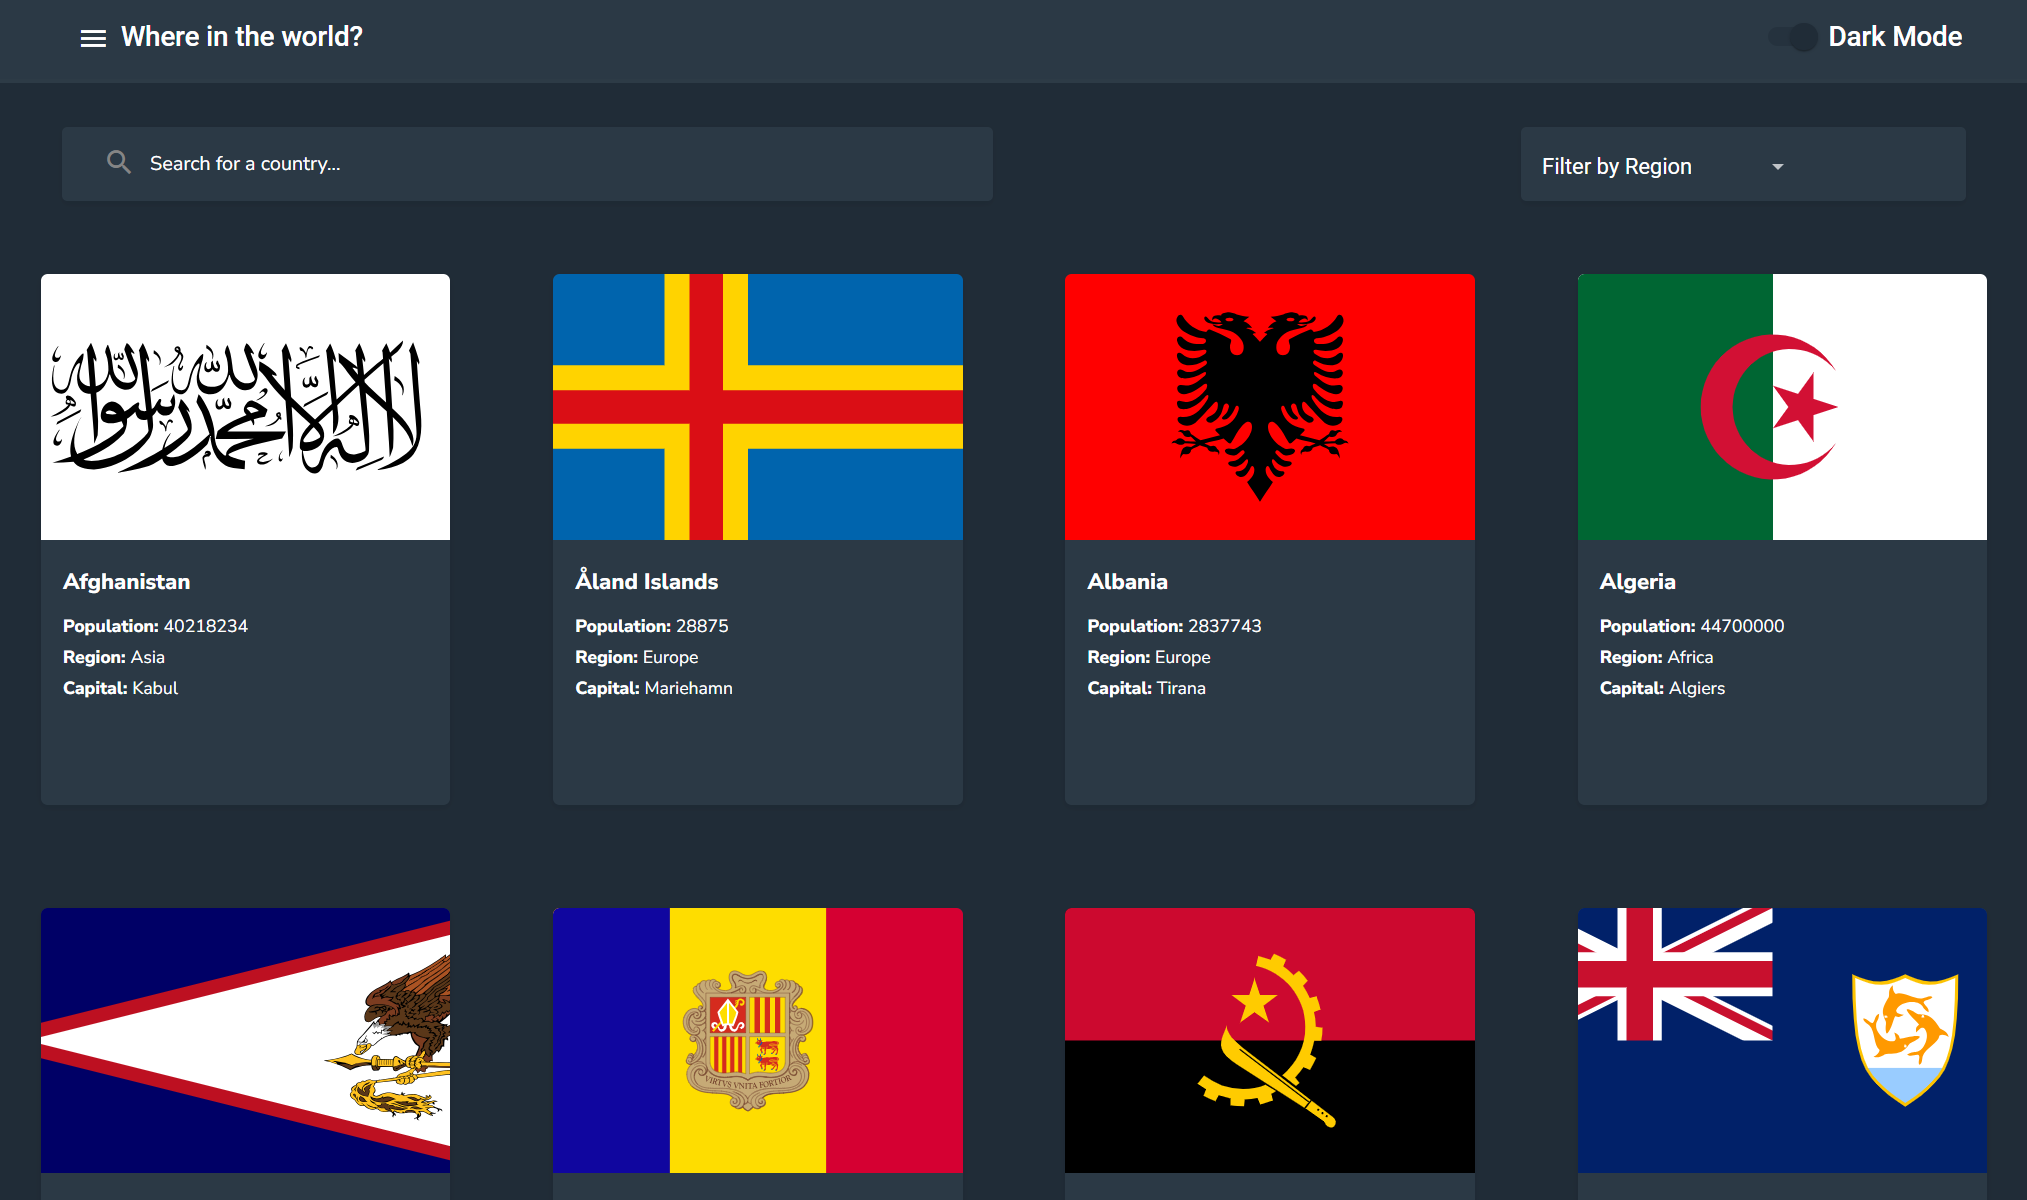 Where in the world?
Dark Mode
Search for a country...
Filter by Region
لا إله إلا الله محمد رسول الله
Afghanistan
Population: 40218234
Region: Asia
Capital: Kabul
Åland Islands
Population: 28875
Region: Europe
Capital: Mariehamn
Albania
Population: 2837743
Region: Europe
Capital: Tirana
Algeria
Population: 44700000
Region: Africa
Capital: Algiers
VIRTVS VNITA FORTIOR